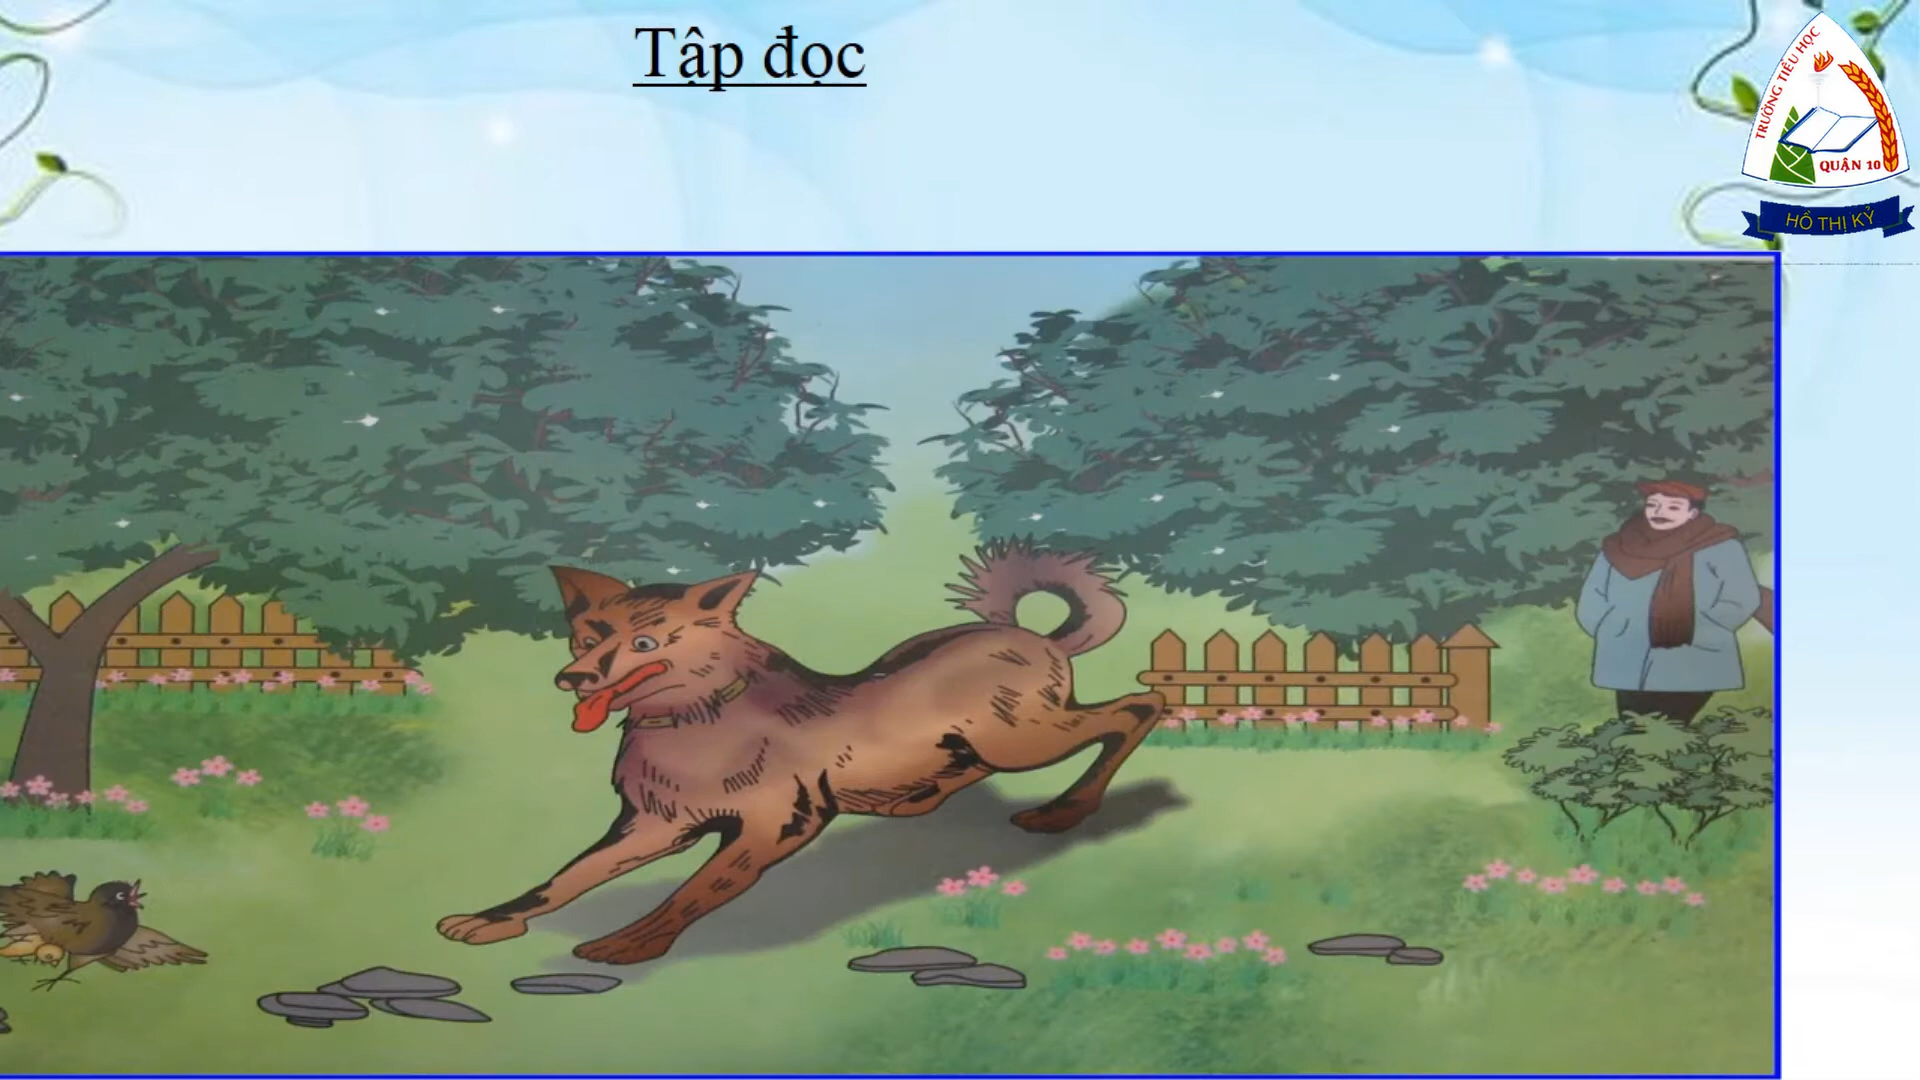 Tập đọc
TRƯỜNG TIỂU HỌC
QUẬN 10
HỒ THỊ KỶ